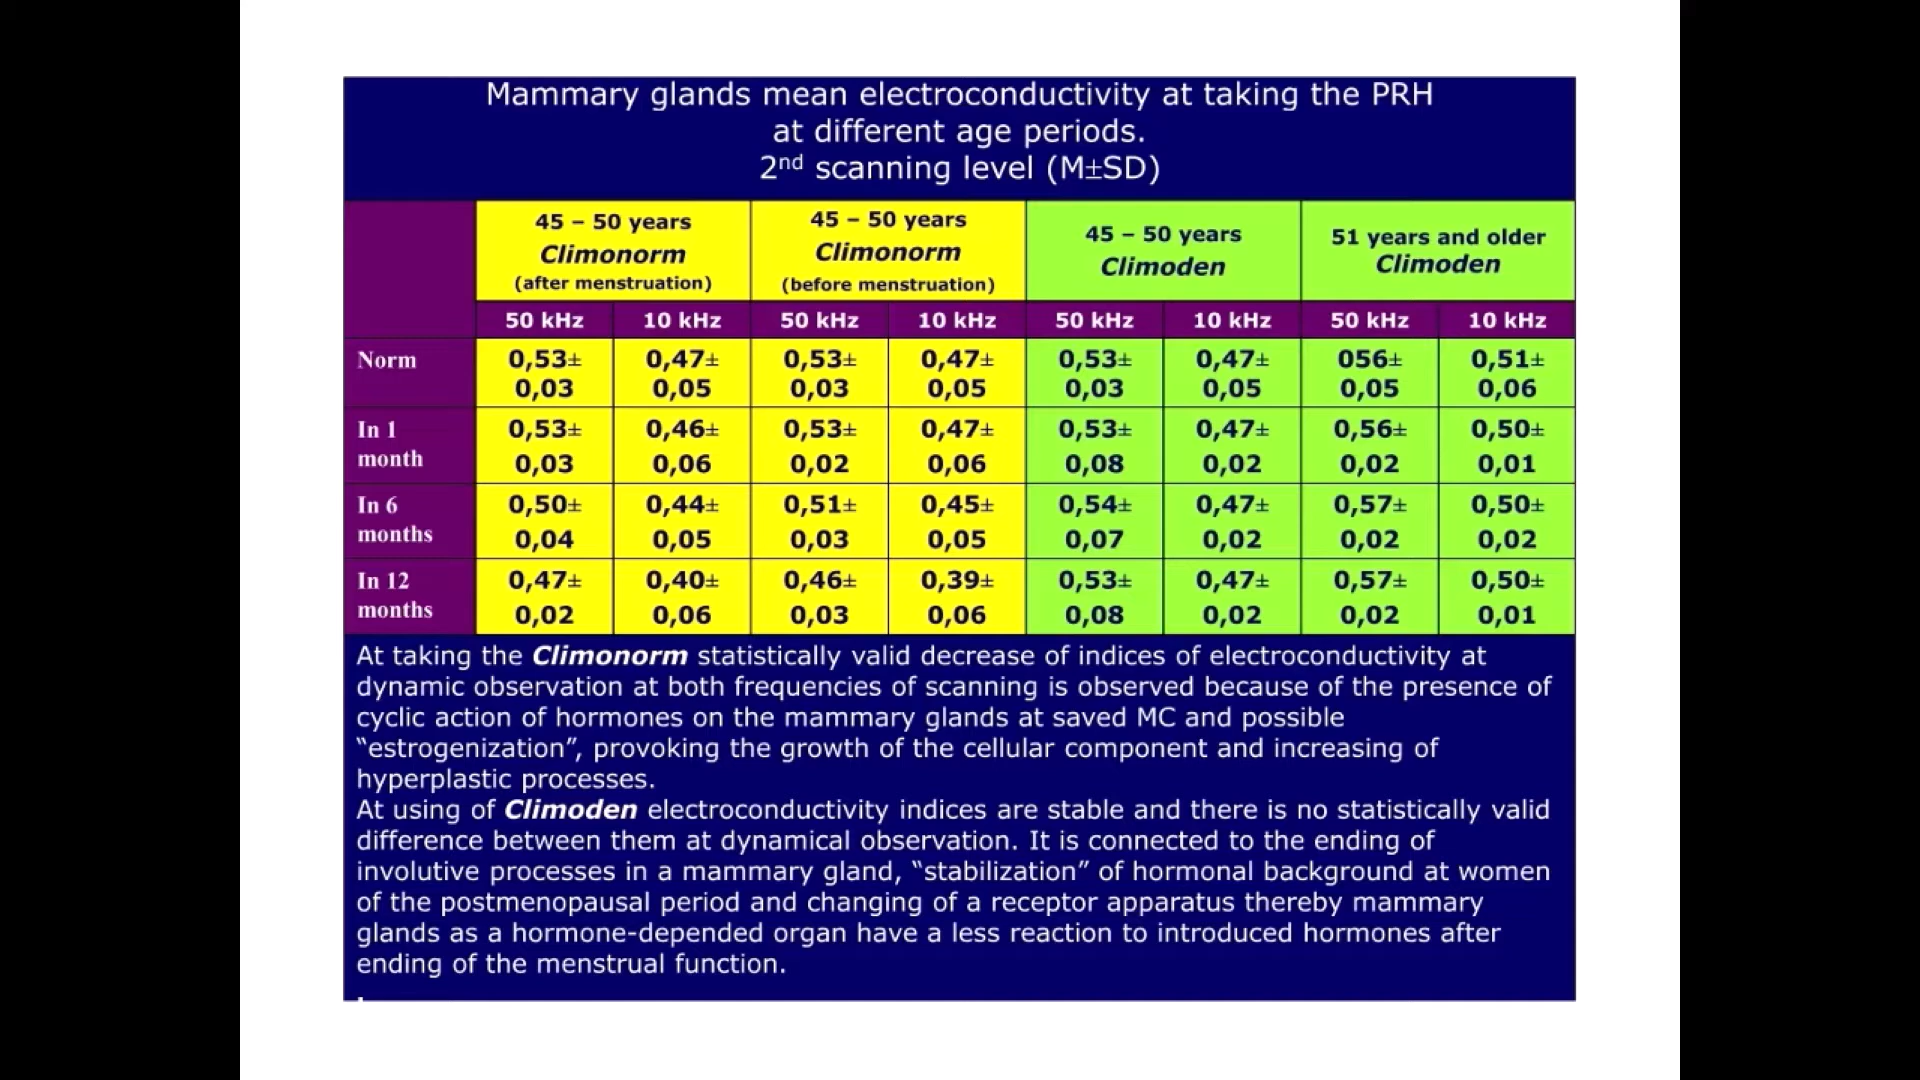 Mammary glands mean electroconductivity at taking the PRH
at different age periods.
2nd scanning level (M±SD)
45 – 50 years
Climonorm
(after menstruation)
45 – 50 years
Climonorm
(before menstruation)
45 – 50 years
Climoden
51 years and older
Climoden
50 kHz 10 kHz 50 kHz 10 kHz 50 kHz 10 kHz 50 kHz 10 kHz
Norm 0,53± 0,47± 0,53± 0,47± 0,53± 0,47± 056± 0,51±
0,03 0,05 0,03 0,05 0,03 0,05 0,05 0,06
In 1 0,53± 0,46± 0,53± 0,47± 0,53± 0,47± 0,56± 0,50±
month 0,03 0,06 0,02 0,06 0,08 0,02 0,02 0,01
In 6 0,50± 0,44± 0,51± 0,45± 0,54± 0,47± 0,57± 0,50±
months 0,04 0,05 0,03 0,05 0,07 0,02 0,02 0,02
In 12 0,47± 0,40± 0,46± 0,39± 0,53± 0,47± 0,57± 0,50±
months 0,02 0,06 0,03 0,06 0,08 0,02 0,02 0,01
At taking the Climonorm statistically valid decrease of indices of electroconductivity at
dynamic observation at both frequencies of scanning is observed because of the presence of
cyclic action of hormones on the mammary glands at saved MC and possible
“estrogenization”, provoking the growth of the cellular component and increasing of
hyperplastic processes.
At using of Climoden electroconductivity indices are stable and there is no statistically valid
difference between them at dynamical observation. It is connected to the ending of
involutive processes in a mammary gland, “stabilization” of hormonal background at women
of the postmenopausal period and changing of a receptor apparatus thereby mammary
glands as a hormone-depended organ have a less reaction to introduced hormones after
ending of the menstrual function.